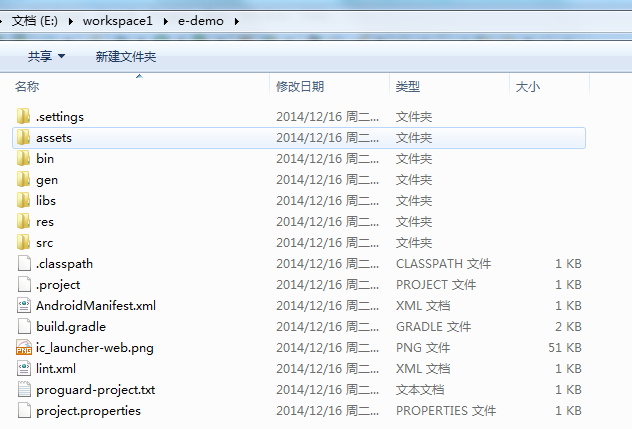 文档 (E:) workspace1 e-demo
共享 新建文件夹
名称 修改日期 类型 大小
.settings 2014/12/16 周二... 文件夹
assets 2014/12/16 周二... 文件夹
bin 2014/12/16 周二... 文件夹
gen 2014/12/16 周二... 文件夹
libs 2014/12/16 周二... 文件夹
res 2014/12/16 周二... 文件夹
src 2014/12/16 周二... 文件夹
.classpath 2014/12/16 周二... CLASSPATH 文件 1 KB
.project 2014/12/16 周二... PROJECT 文件 1 KB
AndroidManifest.xml 2014/12/16 周二... XML 文档 1 KB
build.gradle 2014/12/16 周二... GRADLE 文件 2 KB
ic_launcher-web.png 2014/12/16 周二... PNG 文件 51 KB
lint.xml 2014/12/16 周二... XML 文档 1 KB
proguard-project.txt 2014/12/16 周二... 文本文档 1 KB
project.properties 2014/12/16 周二... PROPERTIES 文件 1 KB